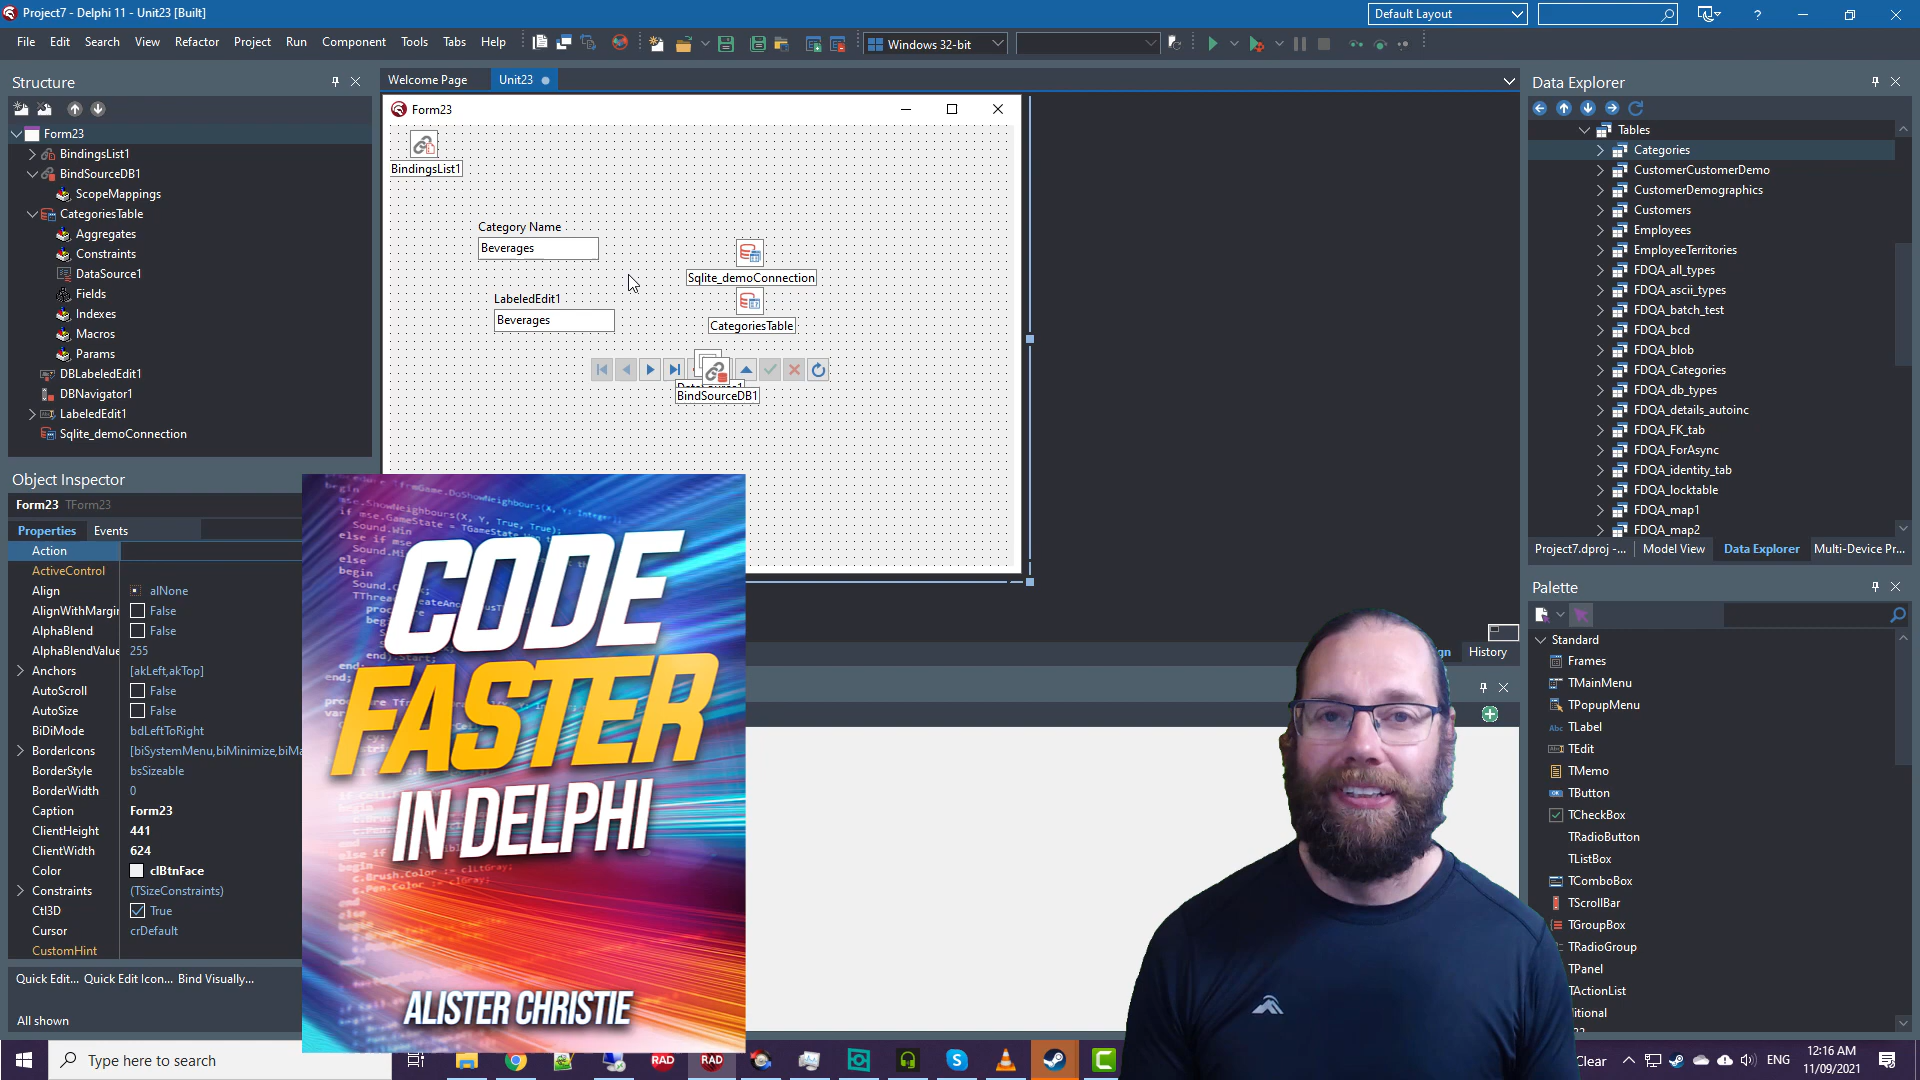 Project7 - Delphi 11 - Unit23 [Built]
Default Layout
File Edit Search View Refactor Project Run Component Tools Tabs Help
Windows 32-bit
Structure
Form23
BindingsList1
BindSourceDB1
ScopeMappings
CategoriesTable
Aggregates
Constraints
DataSource1
Fields
Indexes
Macros
Params
DBLabeledEdit1
DBNavigator1
LabeledEdit1
Sqlite_demoConnection
Welcome Page
Unit23
Form23
BindingsList1
Category Name
Beverages
Sqlite_demoConnection
LabeledEdit1
Beverages
CategoriesTable
BindSourceDB1
History
Data Explorer
Tables
Categories
CustomerCustomerDemo
CustomerDemographics
Customers
Employees
EmployeeTerritories
FDQA_all_types
FDQA_ascii_types
FDQA_batch_test
FDQA_bcd
FDQA_blob
FDQA_Categories
FDQA_db_types
FDQA_details_autoinc
FDQA_FK_tab
FDQA_ForAsync
FDQA_identity_tab
FDQA_locktable
FDQA_map1
FDQA_map2
Project7.dproj -... Model View Data Explorer Multi-Device Pr...
Object Inspector
Form23 TForm23
Properties Events
Action
ActiveControl
Align alNone
AlignWithMargin False
AlphaBlend False
AlphaBlendValue 255
Anchors [akLeft,akTop]
AutoScroll False
AutoSize False
BiDiMode bdLeftToRight
BorderIcons [biSystemMenu,biMinimize,biMa
BorderStyle bsSizeable
BorderWidth 0
Caption Form23
ClientHeight 441
ClientWidth 624
Color clBtnFace
Constraints (TSizeConstraints)
Ctl3D True
Cursor crDefault
CustomHint
Quick Edit... Quick Edit Icon... Bind Visually...
All shown
CODE
FASTER
IN DELPHI
ALISTER CHRISTIE
Palette
Standard
Frames
TMainMenu
TPopupMenu
TLabel
TEdit
TMemo
TButton
TCheckBox
TRadioButton
TListBox
TComboBox
TScrollBar
TGroupBox
TRadioGroup
TPanel
TActionList
Type here to search
RAD
RAD
Clear
ENG
12:16 AM
11/09/2021